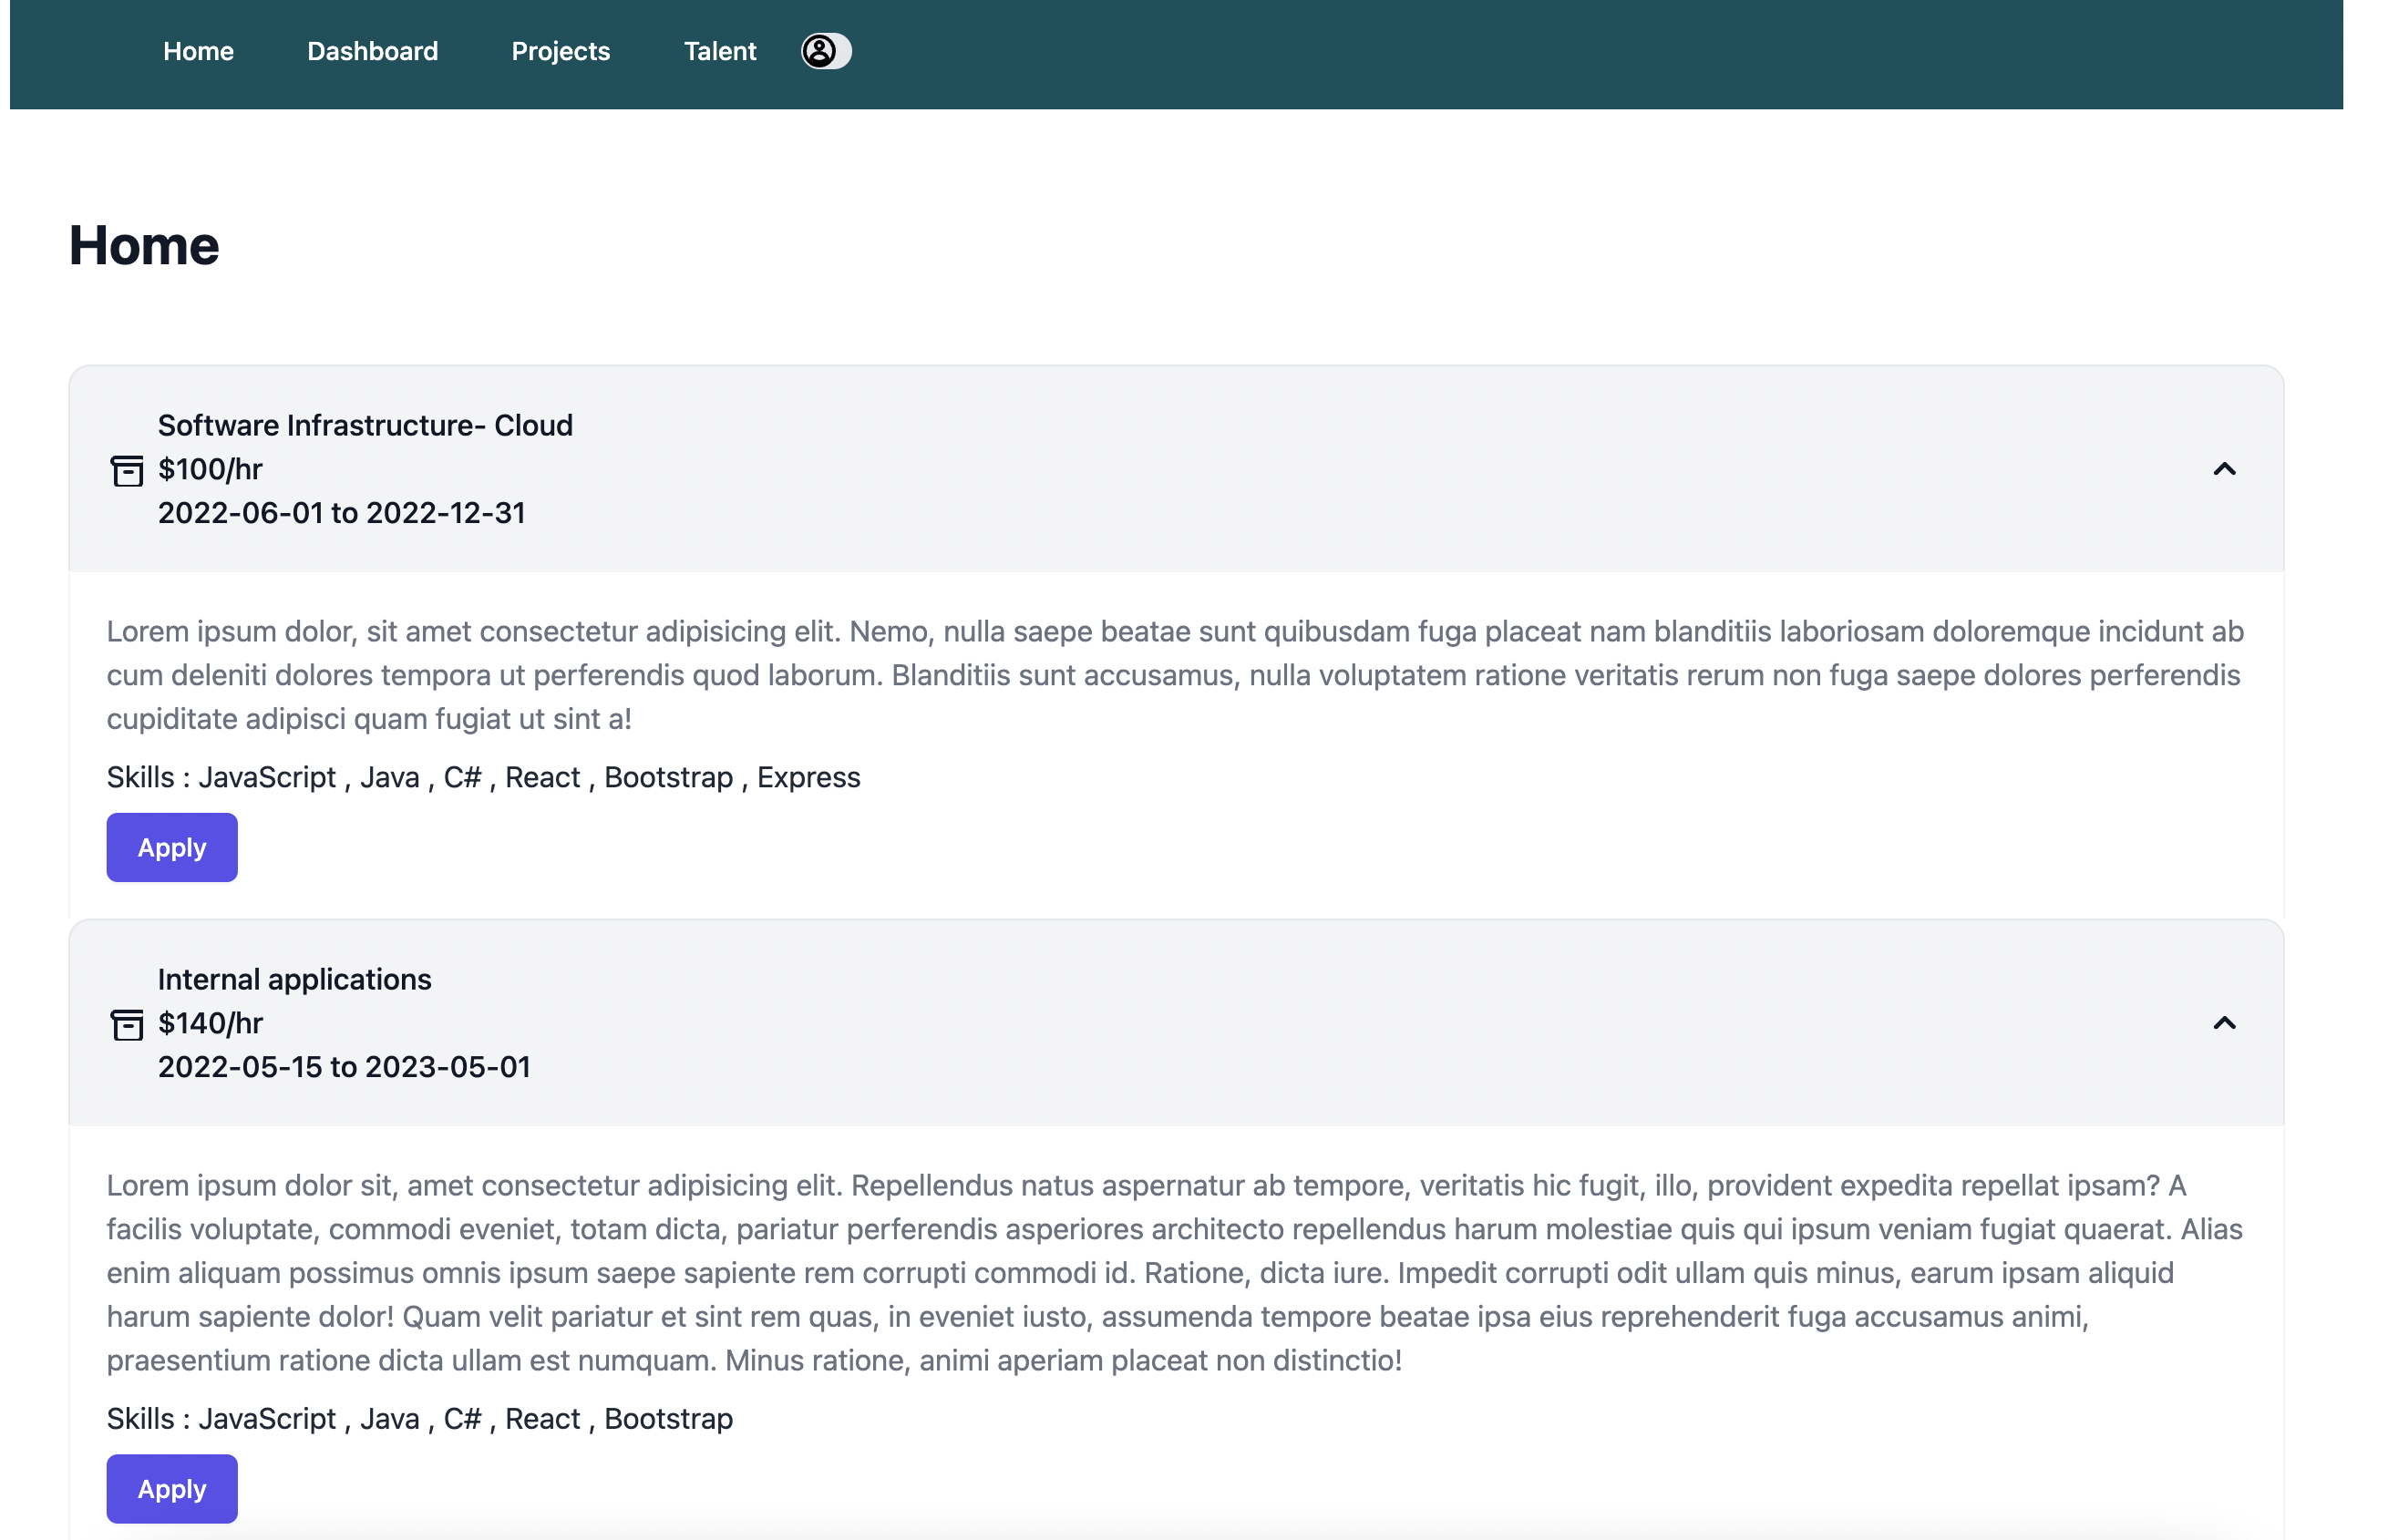 Home Dashboard Projects Talent
Home
Software Infrastructure- Cloud
$100/hr
2022-06-01 to 2022-12-31
Lorem ipsum dolor, sit amet consectetur adipisicing elit. Nemo, nulla saepe beatae sunt quibusdam fuga placeat nam blanditiis laboriosam doloremque incidunt ab
cum deleniti dolores tempora ut perferendis quod laborum. Blanditiis sunt accusamus, nulla voluptatem ratione veritatis rerum non fuga saepe dolores perferendis
cupiditate adipisci quam fugiat ut sint a!
Skills : JavaScript , Java , C# , React , Bootstrap , Express
Apply
Internal applications
$140/hr
2022-05-15 to 2023-05-01
Lorem ipsum dolor sit, amet consectetur adipisicing elit. Repellendus natus aspernatur ab tempore, veritatis hic fugit, illo, provident expedita repellat ipsam? A
facilis voluptate, commodi eveniet, totam dicta, pariatur perferendis asperiores architecto repellendus harum molestiae quis qui ipsum veniam fugiat quaerat. Alias
enim aliquam possimus omnis ipsum saepe sapiente rem corrupti commodi id. Ratione, dicta iure. Impedit corrupti odit ullam quis minus, earum ipsam aliquid
harum sapiente dolor! Quam velit pariatur et sint rem quas, in eveniet iusto, assumenda tempore beatae ipsa eius reprehenderit fuga accusamus animi,
praesentium ratione dicta ullam est numquam. Minus ratione, animi aperiam placeat non distinctio!
Skills : JavaScript , Java , C# , React , Bootstrap
Apply